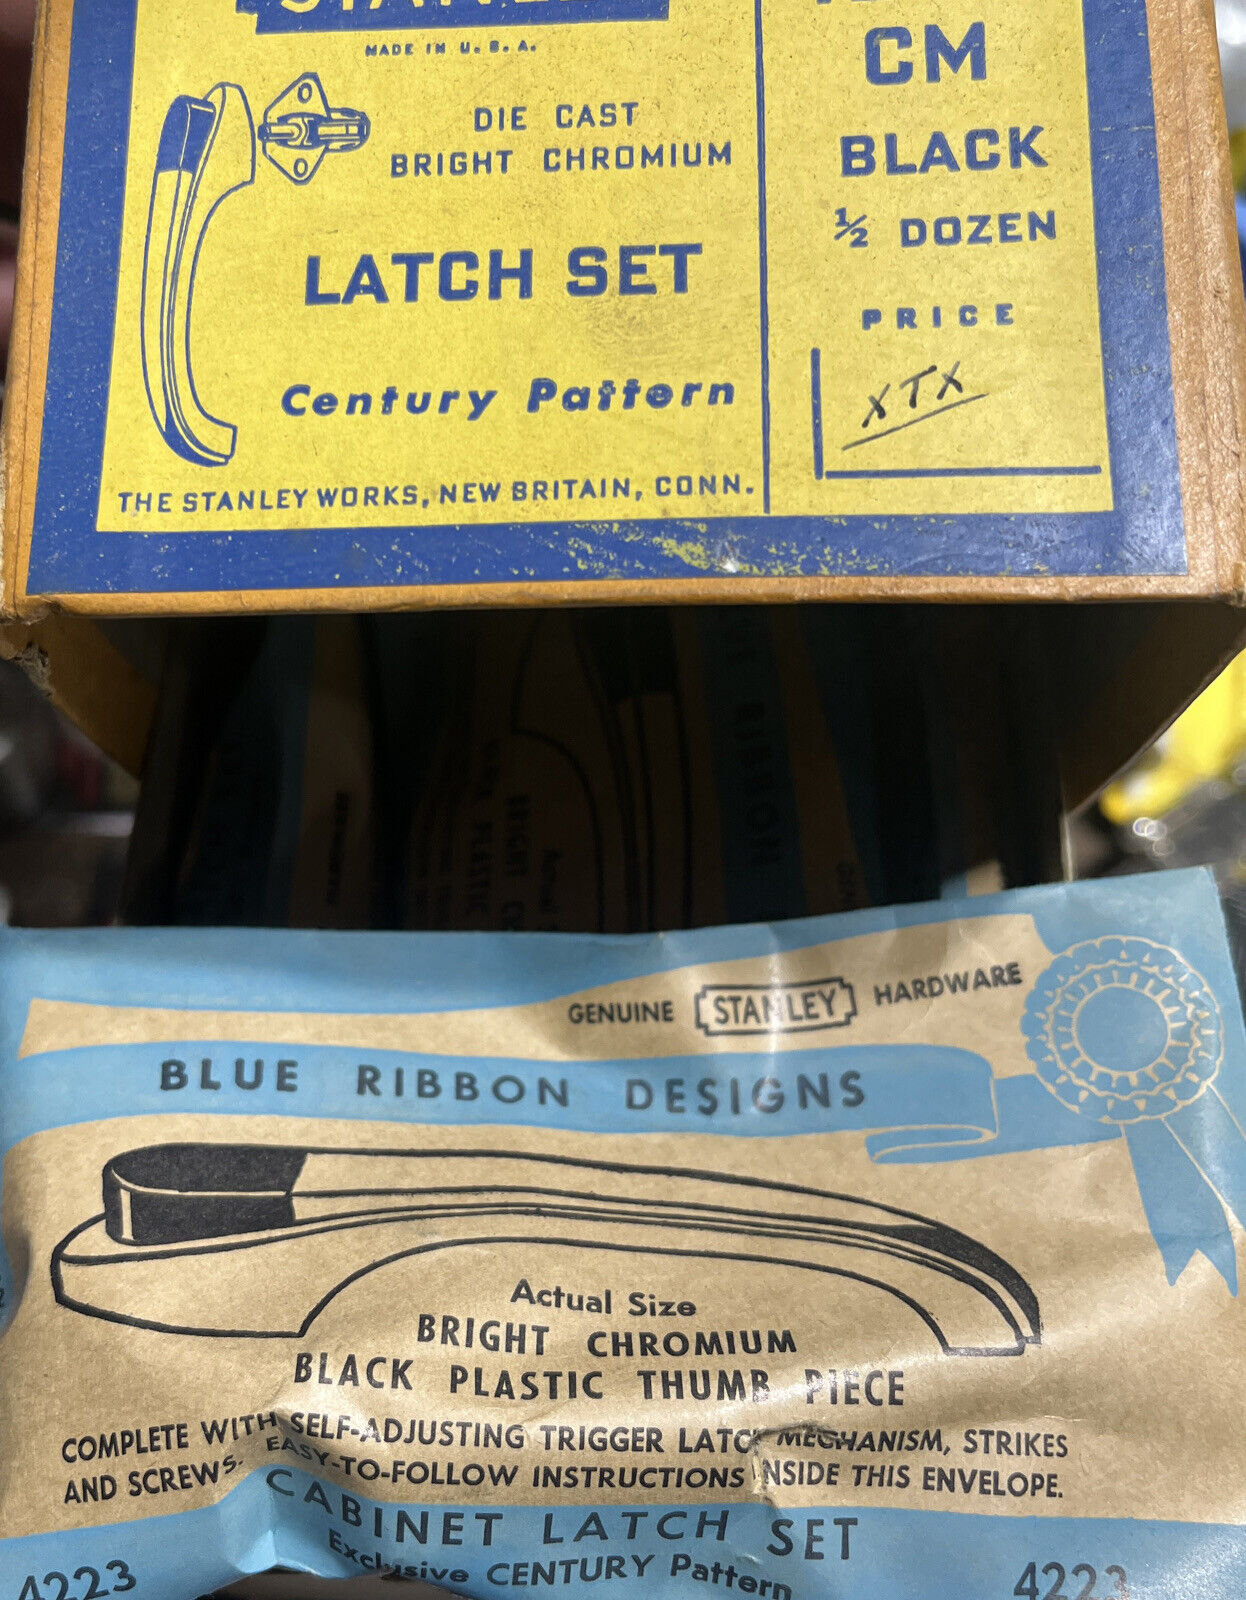 STANLEY
MADE IN U.S.A.
DIE CAST
BRIGHT CHROMIUM
LATCH SET
Century Pattern
THE STANLEY WORKS, NEW BRITAIN, CONN.
CM
BLACK
½ DOZEN
PRICE
XTX
RIBBON
GENUINE STANLEY HARDWARE
BLUE RIBBON DESIGNS
Actual Size
BRIGHT CHROMIUM
BLACK PLASTIC THUMB PIECE
COMPLETE WITH SELF-ADJUSTING TRIGGER LATCH MECHANISM, STRIKES
AND SCREWS. EASY-TO-FOLLOW INSTRUCTIONS INSIDE THIS ENVELOPE.
CABINET LATCH SET
Exclusive CENTURY Pattern
4223
4223